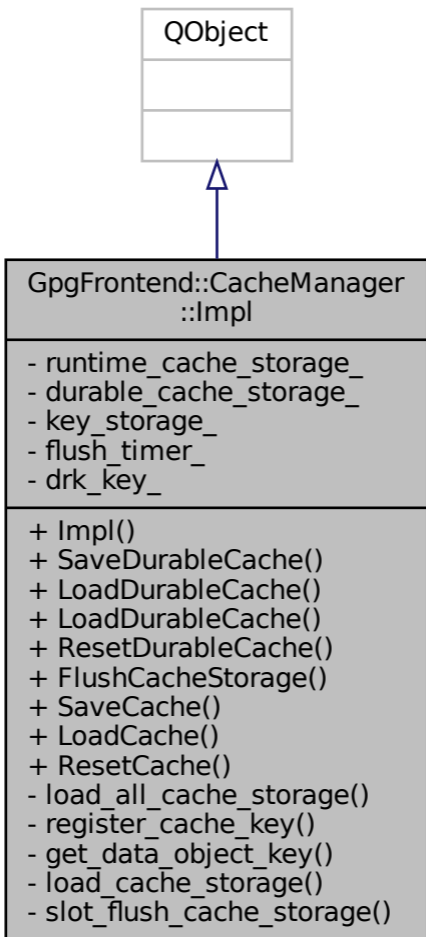 QObject
GpgFrontend::CacheManager
::Impl
- runtime_cache_storage_
- durable_cache_storage_
- key_storage_
- flush_timer_
- drk_key_
+ Impl()
+ SaveDurableCache()
+ LoadDurableCache()
+ LoadDurableCache()
+ ResetDurableCache()
+ FlushCacheStorage()
+ SaveCache()
+ LoadCache()
+ ResetCache()
- load_all_cache_storage()
- register_cache_key()
- get_data_object_key()
- load_cache_storage()
- slot_flush_cache_storage()